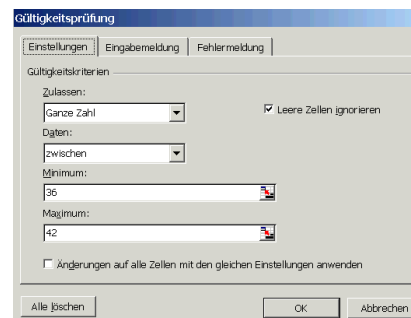 Gültigkeitsprüfung
Einstellungen Eingabemeldung Fehlermeldung
Gültigkeitskriterien
Zulassen:
Ganze Zahl
Leere Zellen ignorieren
Daten:
zwischen
Minimum:
36
Maximum:
42
Änderungen auf alle Zellen mit den gleichen Einstellungen anwenden
Alle löschen OK Abbrechen